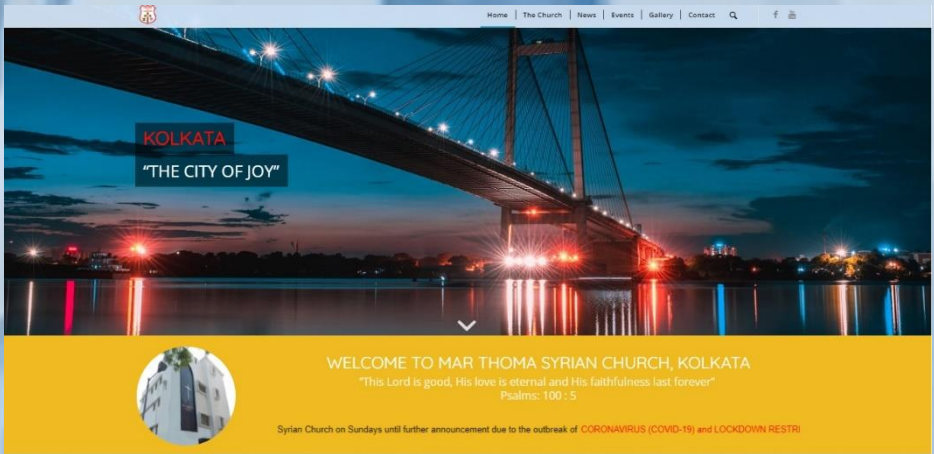 Home | The Church | News | Events | Gallery | Contact
KOLKATA
"THE CITY OF JOY"
WELCOME TO MAR THOMA SYRIAN CHURCH, KOLKATA
"This Lord is good, His love is eternal and His faithfulness last forever"
Psalms: 100 : 5
Syrian Church on Sundays until further announcement due to the outbreak of CORONAVIRUS (COVID-19) and LOCKDOWN RESTRI